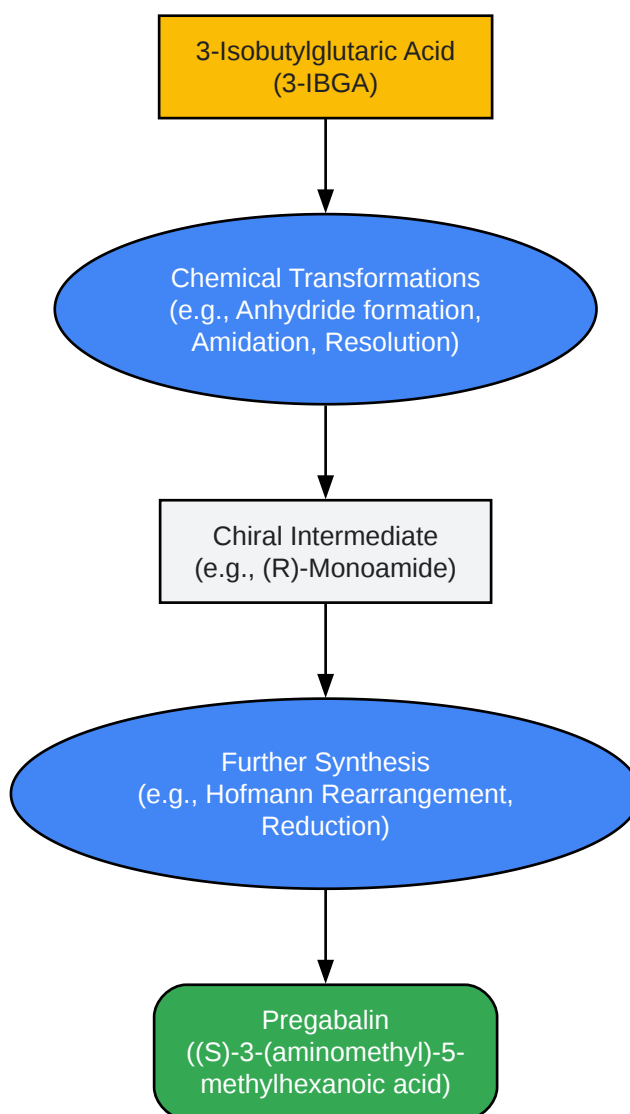 3-Isobutylglutaric Acid
(3-IBGA)
Chemical Transformations
(e.g., Anhydride formation,
Amidation, Resolution)
Chiral Intermediate
(e.g., (R)-Monoamide)
Further Synthesis
(e.g., Hofmann Rearrangement,
Reduction)
Pregabalin
((S)-3-(aminomethyl)-5-
methylhexanoic acid)